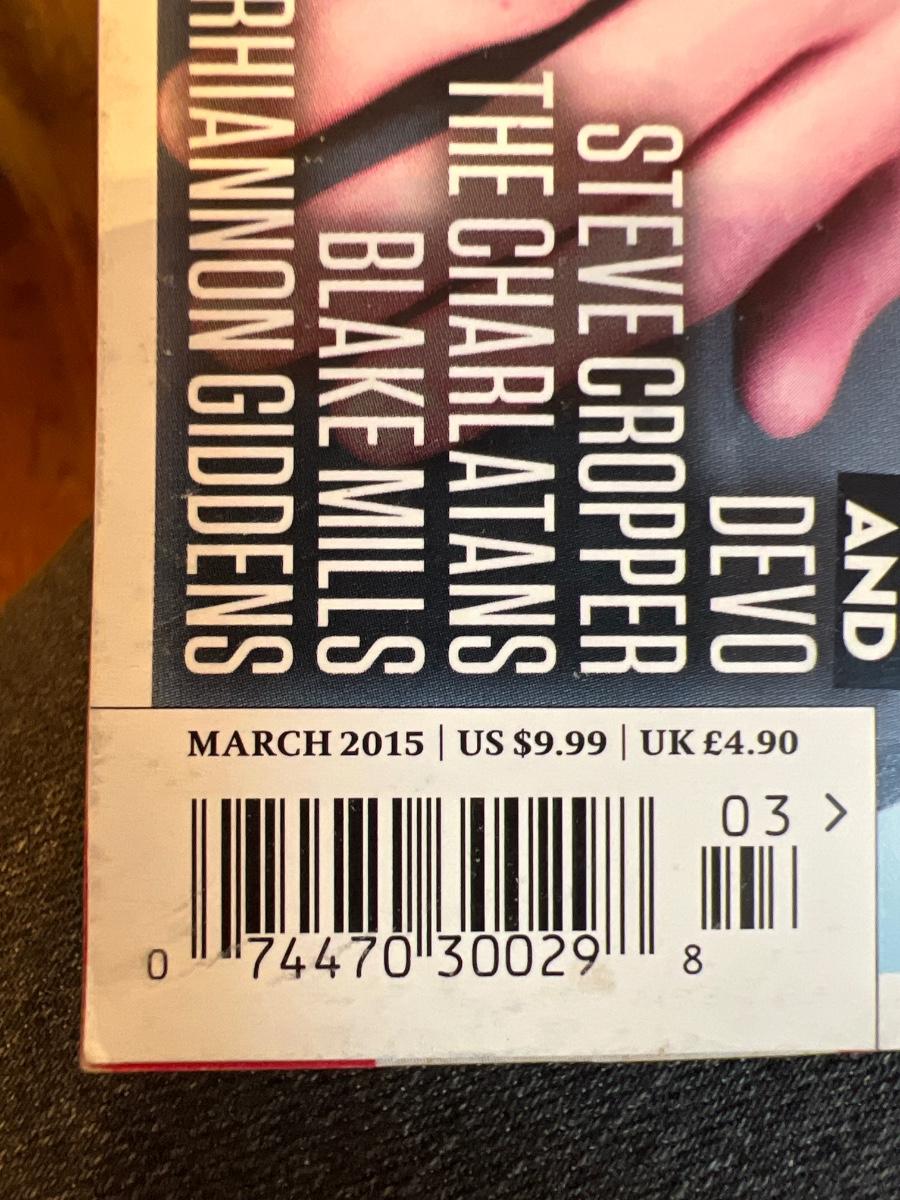 RHIANNON GIDDENS
BLAKE MILLS
THE CHARLATANS
STEVE CROPPER
DEVO
AND
MARCH 2015 | US $9.99 | UK £4.90
03 >
0 74470 30029 8